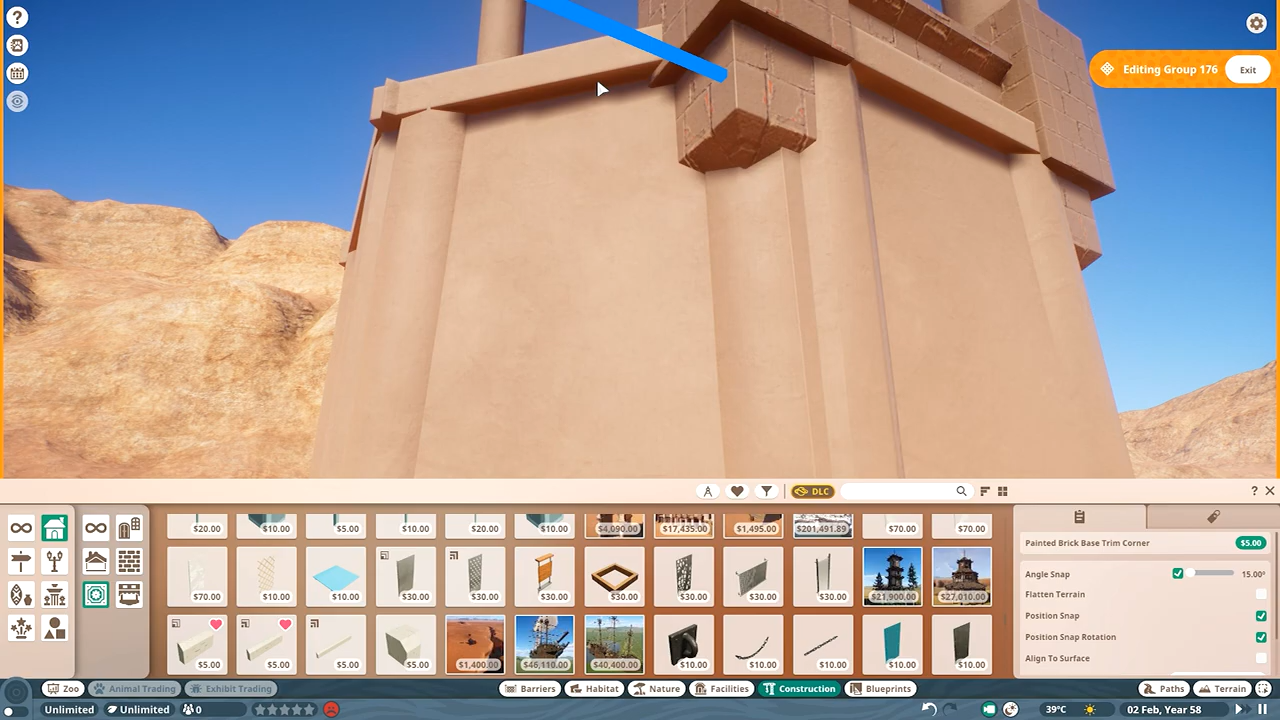 ?
Editing Group 176 Exit
DLC
? ×
$20.00 $10.00 $5.00 $10.00 $20.00 $10.00 $4,090.00 $17,435.00 $1,495.00 $201,491.89 $70.00 $70.00
$70.00 $10.00 $10.00 $30.00 $30.00 $30.00 $30.00 $30.00 $30.00 $30.00 $21,900.00 $27,010.00
$5.00 $5.00 $5.00 $5.00 $1,400.00 $46,110.00 $40,400.00 $10.00 $10.00 $10.00 $10.00 $10.00
Painted Brick Base Trim Corner $5.00
Angle Snap 15.00°
Flatten Terrain
Position Snap
Position Snap Rotation
Align To Surface
Zoo Animal Trading Exhibit Trading Barriers Habitat Nature Facilities Construction Blueprints Paths Terrain
Unlimited Unlimited 0 39°C 02 Feb, Year 58